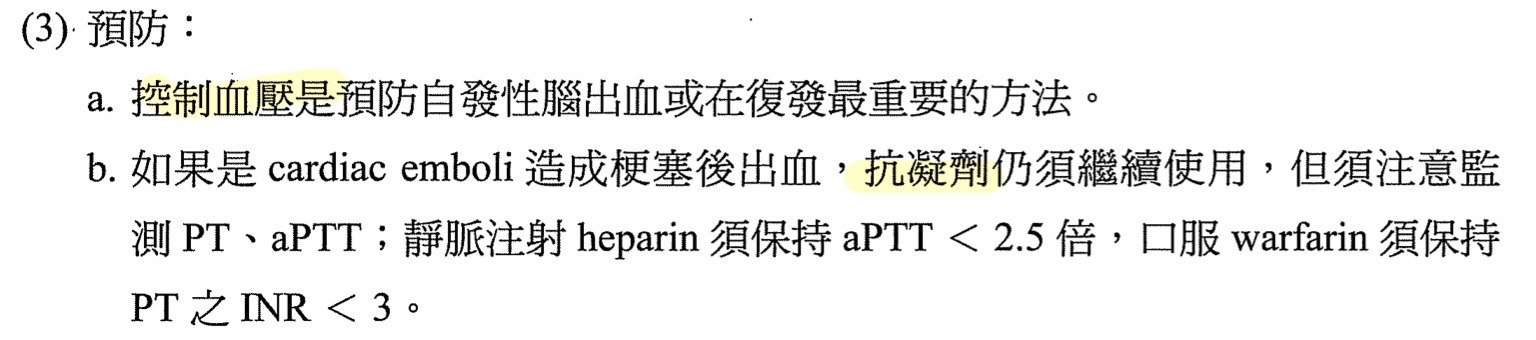 (3) 預防：
a. 控制血壓是預防自發性腦出血或在復發最重要的方法。
b. 如果是 cardiac emboli 造成梗塞後出血，抗凝劑仍須繼續使用，但須注意監
測 PT、aPTT；靜脈注射 heparin 須保持 aPTT < 2.5 倍，口服 warfarin 須保持
PT 之 INR < 3。